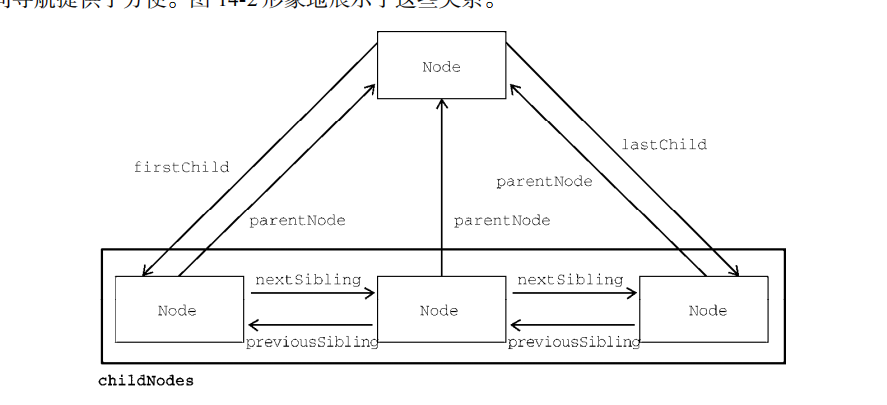 向导航提供了方便。图 14-2 形象地展示了这些关系。
Node
lastChild
firstChild
parentNode
parentNode
parentNode
nextSibling
nextSibling
Node
Node
Node
previousSibling
previousSibling
childNodes